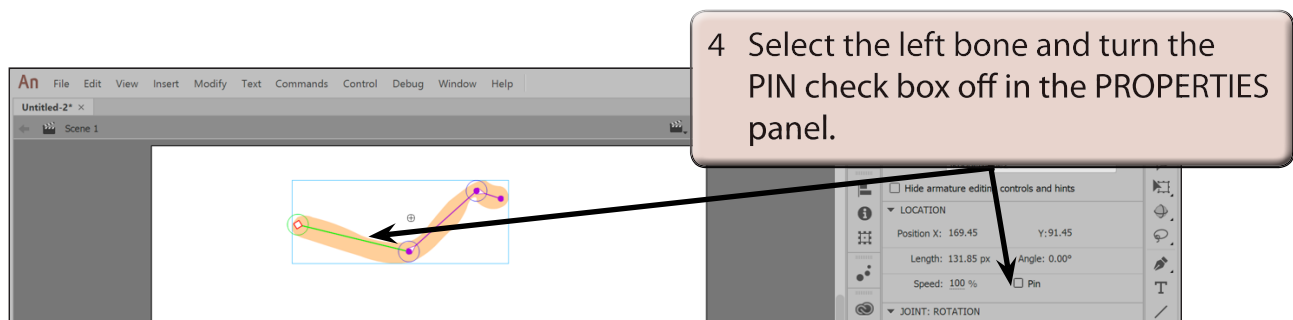 4 Select the left bone and turn the
PIN check box off in the PROPERTIES
panel.
An File Edit View Insert Modify Text Commands Control Debug Window Help
Untitled-2* ×
Scene 1
Hide armature editing controls and hints
LOCATION
Position X: 169.45 Y: 91.45
Length: 131.85 px Angle: 0.00°
Speed: 100 % Pin
JOINT: ROTATION